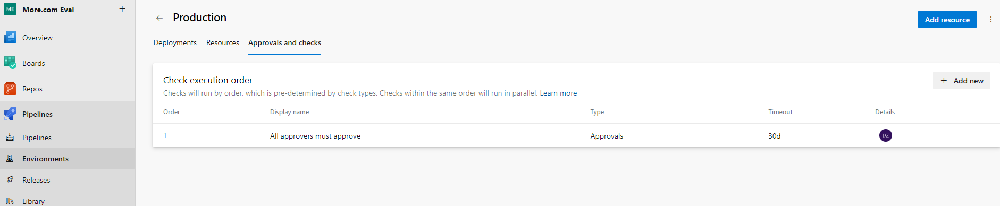 ME More.com Eval +
Overview
Boards
Repos
Pipelines
Pipelines
Environments
Releases
Library
Production
Add resource
Deployments Resources Approvals and checks
Check execution order
+ Add new
Checks will run by order, which is pre-determined by check types. Checks within the same order will run in parallel. Learn more
Order Display name Type Timeout Details
1 All approvers must approve Approvals 30d DZ